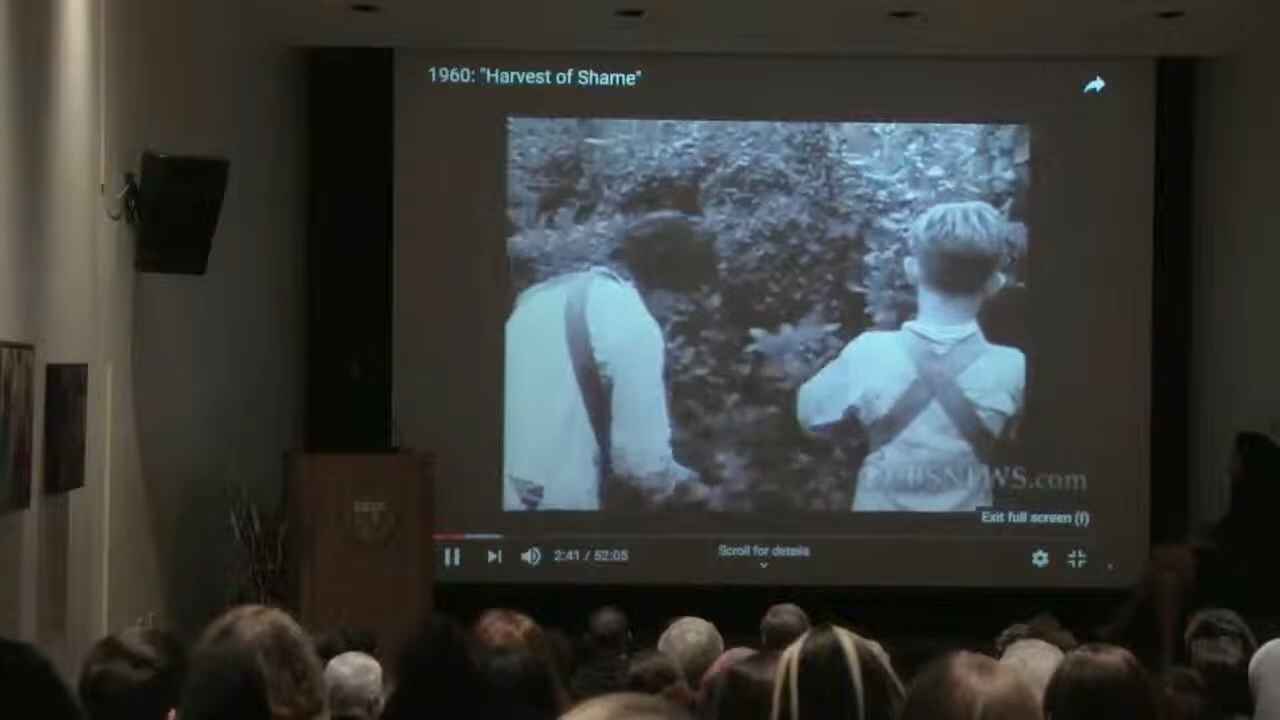 1960: "Harvest of Shame"
CBSNEWS.com
Exit full screen (f)
Scroll for details
2:41 / 52:05